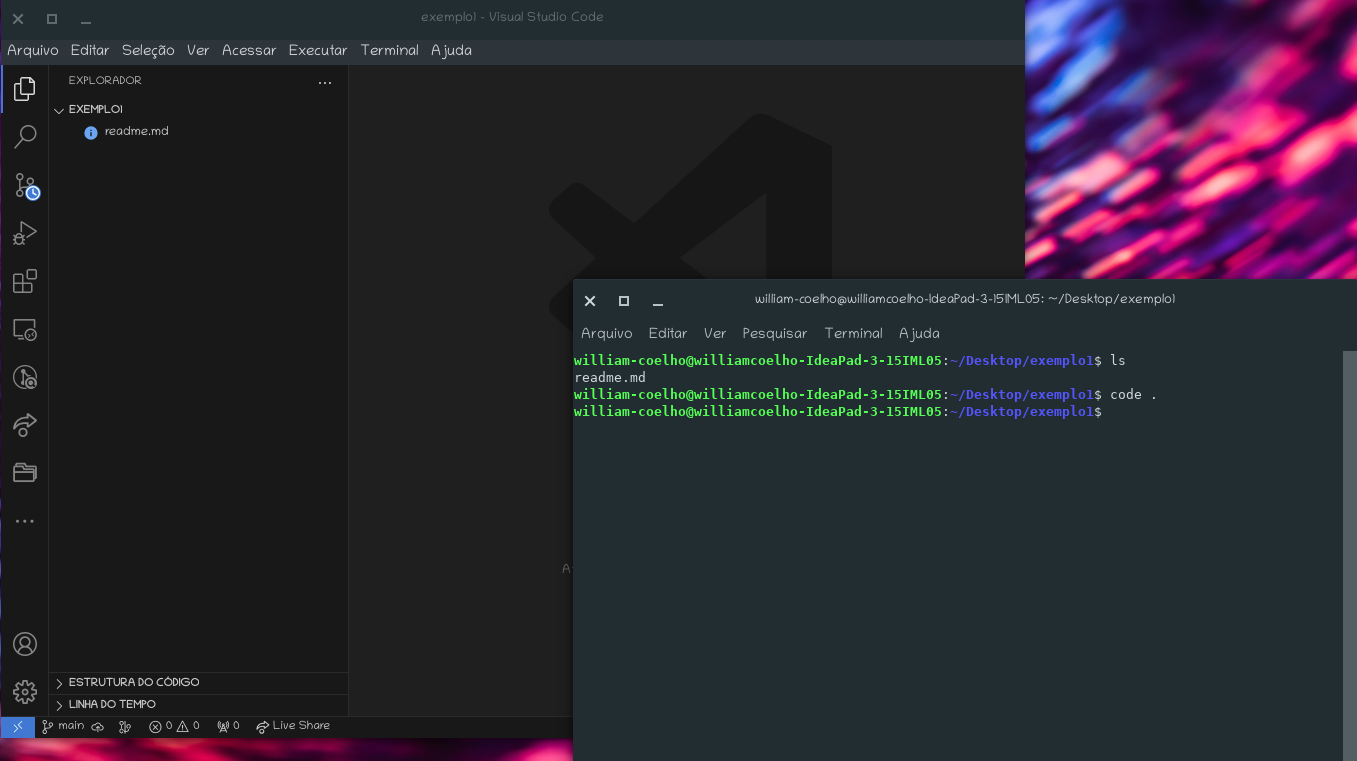 exemplo1 - Visual Studio Code
Arquivo Editar Seleção Ver Acessar Executar Terminal Ajuda
EXPLORADOR
EXEMPLO1
readme.md
ESTRUTURA DO CÓDIGO
LINHA DO TEMPO
main 0 0 0 Live Share
william-coelho@williamcoelho-IdeaPad-3-15IML05: ~/Desktop/exemplo1
Arquivo Editar Ver Pesquisar Terminal Ajuda
william-coelho@williamcoelho-IdeaPad-3-15IML05:~/Desktop/exemplo1$ ls
readme.md
william-coelho@williamcoelho-IdeaPad-3-15IML05:~/Desktop/exemplo1$ code .
william-coelho@williamcoelho-IdeaPad-3-15IML05:~/Desktop/exemplo1$